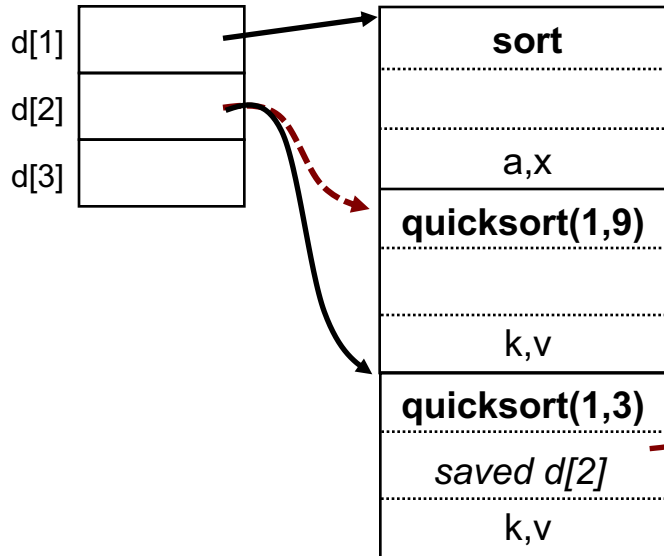 d[1]
d[2]
d[3]
sort
a,x
quicksort(1,9)
k,v
quicksort(1,3)
saved d[2]
k,v